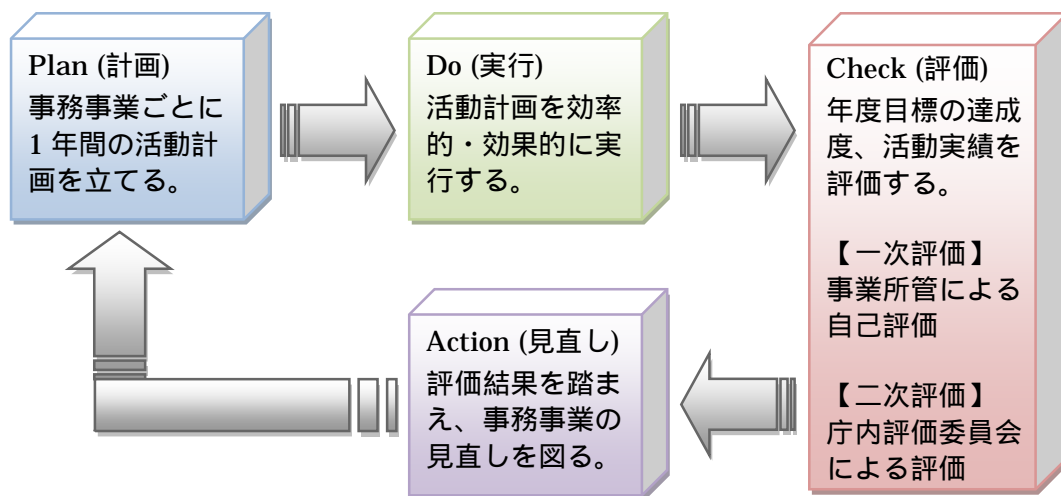 Plan (計画)
事務事業ごとに
1 年間の活動計
画を立てる。
Do (実行)
活動計画を効率
的・効果的に実
行する。
Check (評価)
年度目標の達成
度、活動実績を
評価する。
【一次評価】
事業所管による
自己評価
【二次評価】
庁内評価委員会
による評価
Action (見直し)
評価結果を踏ま
え、事務事業の
見直しを図る。